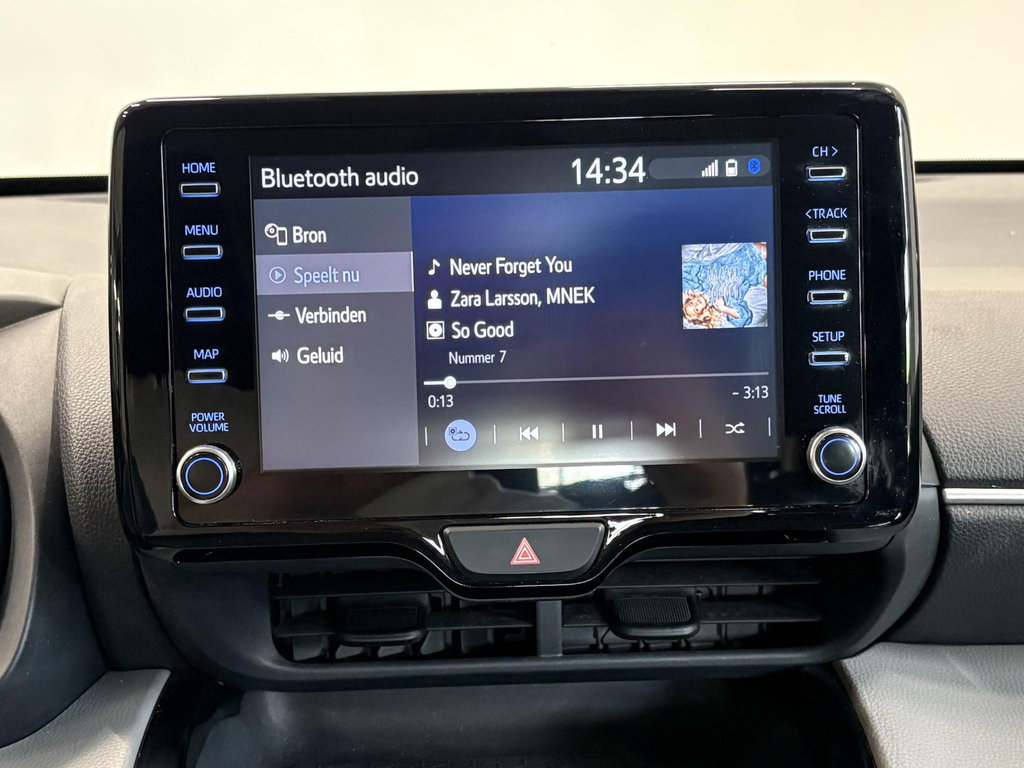 HOME
MENU
AUDIO
MAP
POWER
VOLUME
Bluetooth audio
14:34
Bron
Speelt nu
Verbinden
Geluid
Never Forget You
Zara Larsson, MNEK
So Good
Nummer 7
0:13
- 3:13
CH >
<TRACK
PHONE
SETUP
TUNE
SCROLL